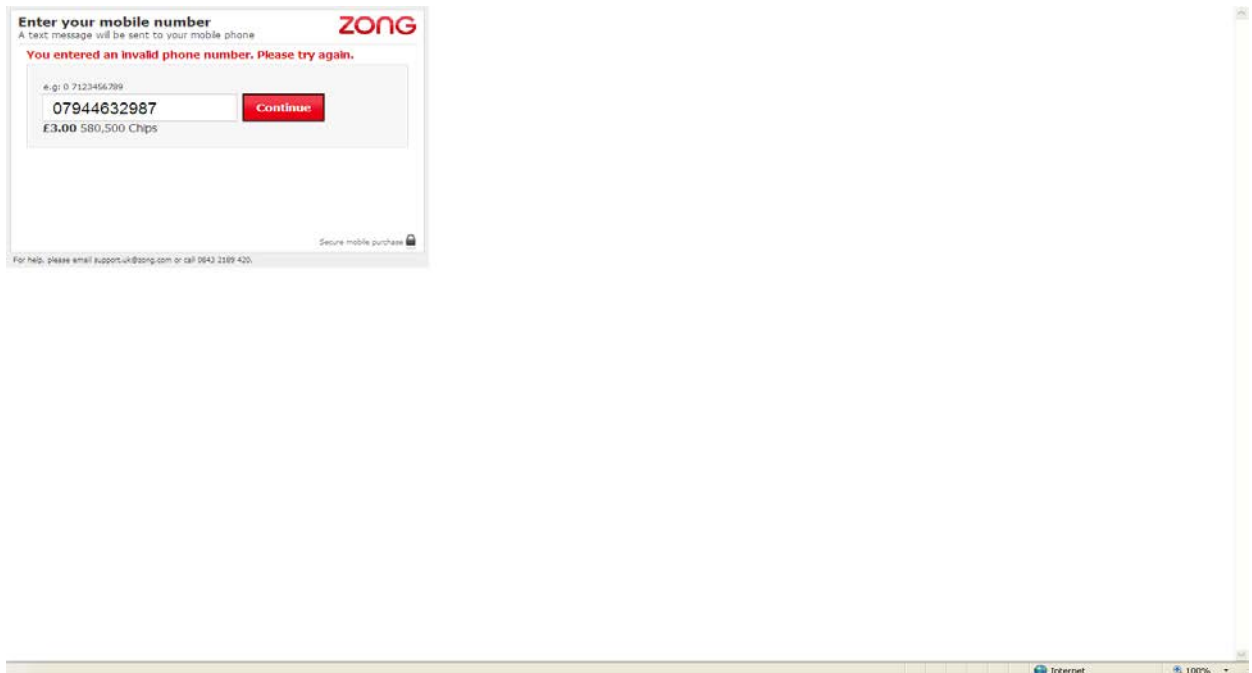 Enter your mobile number
ZONG
A text message will be sent to your mobile phone
You entered an invalid phone number. Please try again.
e.g: 0 7123456789
07944632987
Continue
£3.00 580,500 Chips
Secure mobile purchase
For help, please email support.uk@zong.com or call 0843 2189 420.
Internet
100%